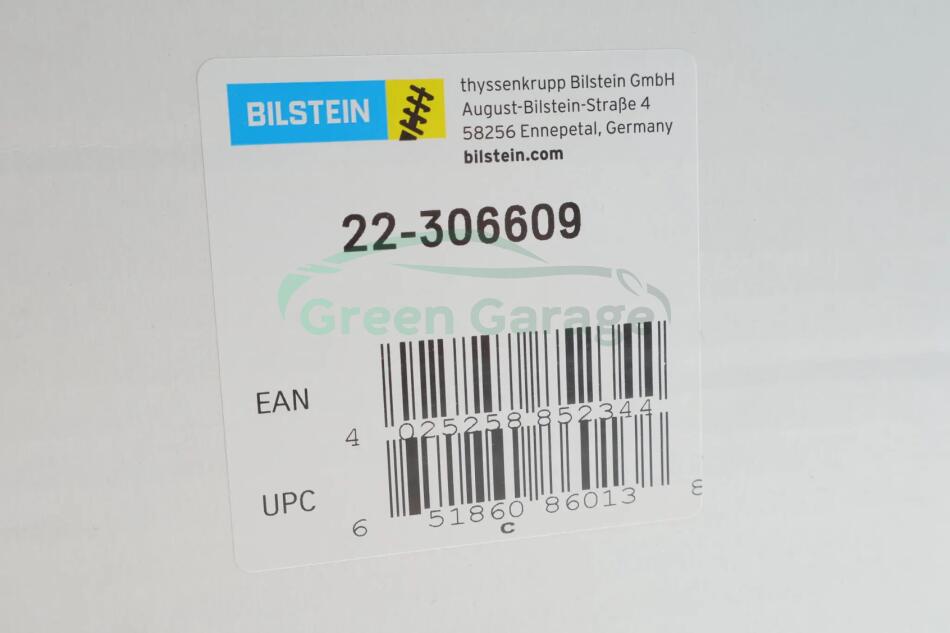 BILSTEIN
thyssenkrupp Bilstein GmbH
August-Bilstein-Straße 4
58256 Ennepetal, Germany
bilstein.com
22-306609
Green Garage
EAN
4 025258 852344
UPC
6 51860 86013 8
C